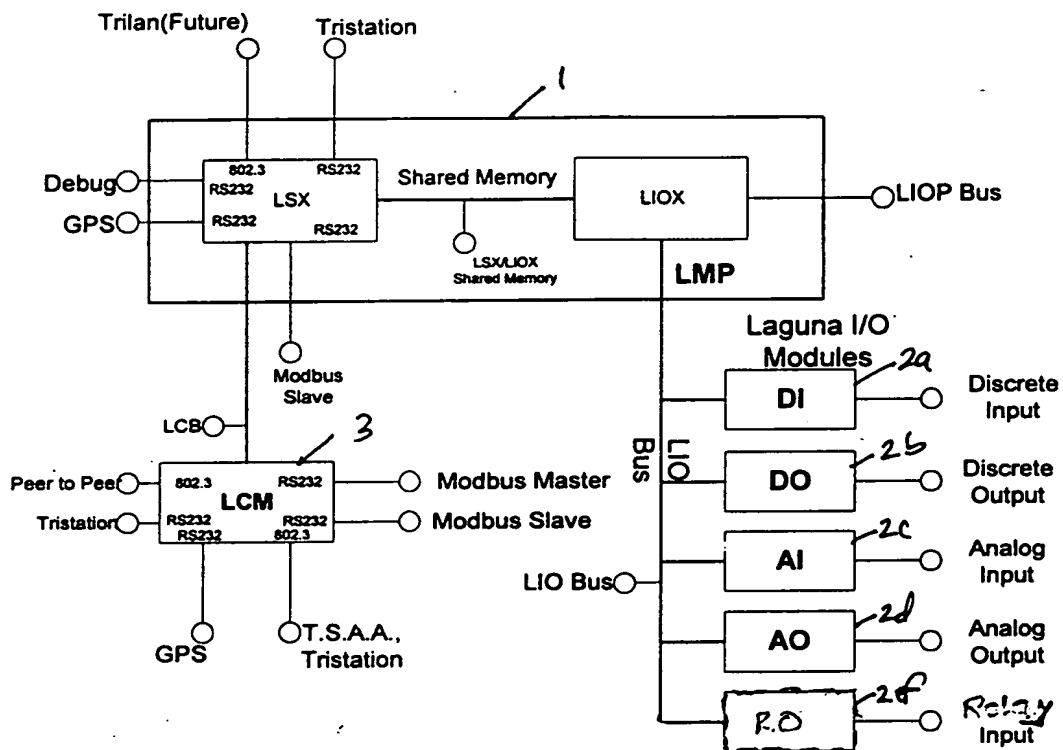 Trilan(Future)
Tristation
1
802.3
RS232
Debug
RS232
LSX
Shared Memory
LIOX
LIOP Bus
GPS
RS232
RS232
LSX/LIOX
Shared Memory
LMP
Modbus
Slave
Laguna I/O
Modules
2a
DI
Discrete
Input
LCB
3
LIO
Bus
2b
DO
Discrete
Output
Peer to Peer
802.3
RS232
LCM
Modbus Master
Tristation
RS232
RS232
RS232
802.3
Modbus Slave
2c
AI
Analog
Input
LIO Bus
2d
AO
Analog
Output
GPS
T.S.A.A.,
Tristation
2f
R.O
Relay
Input